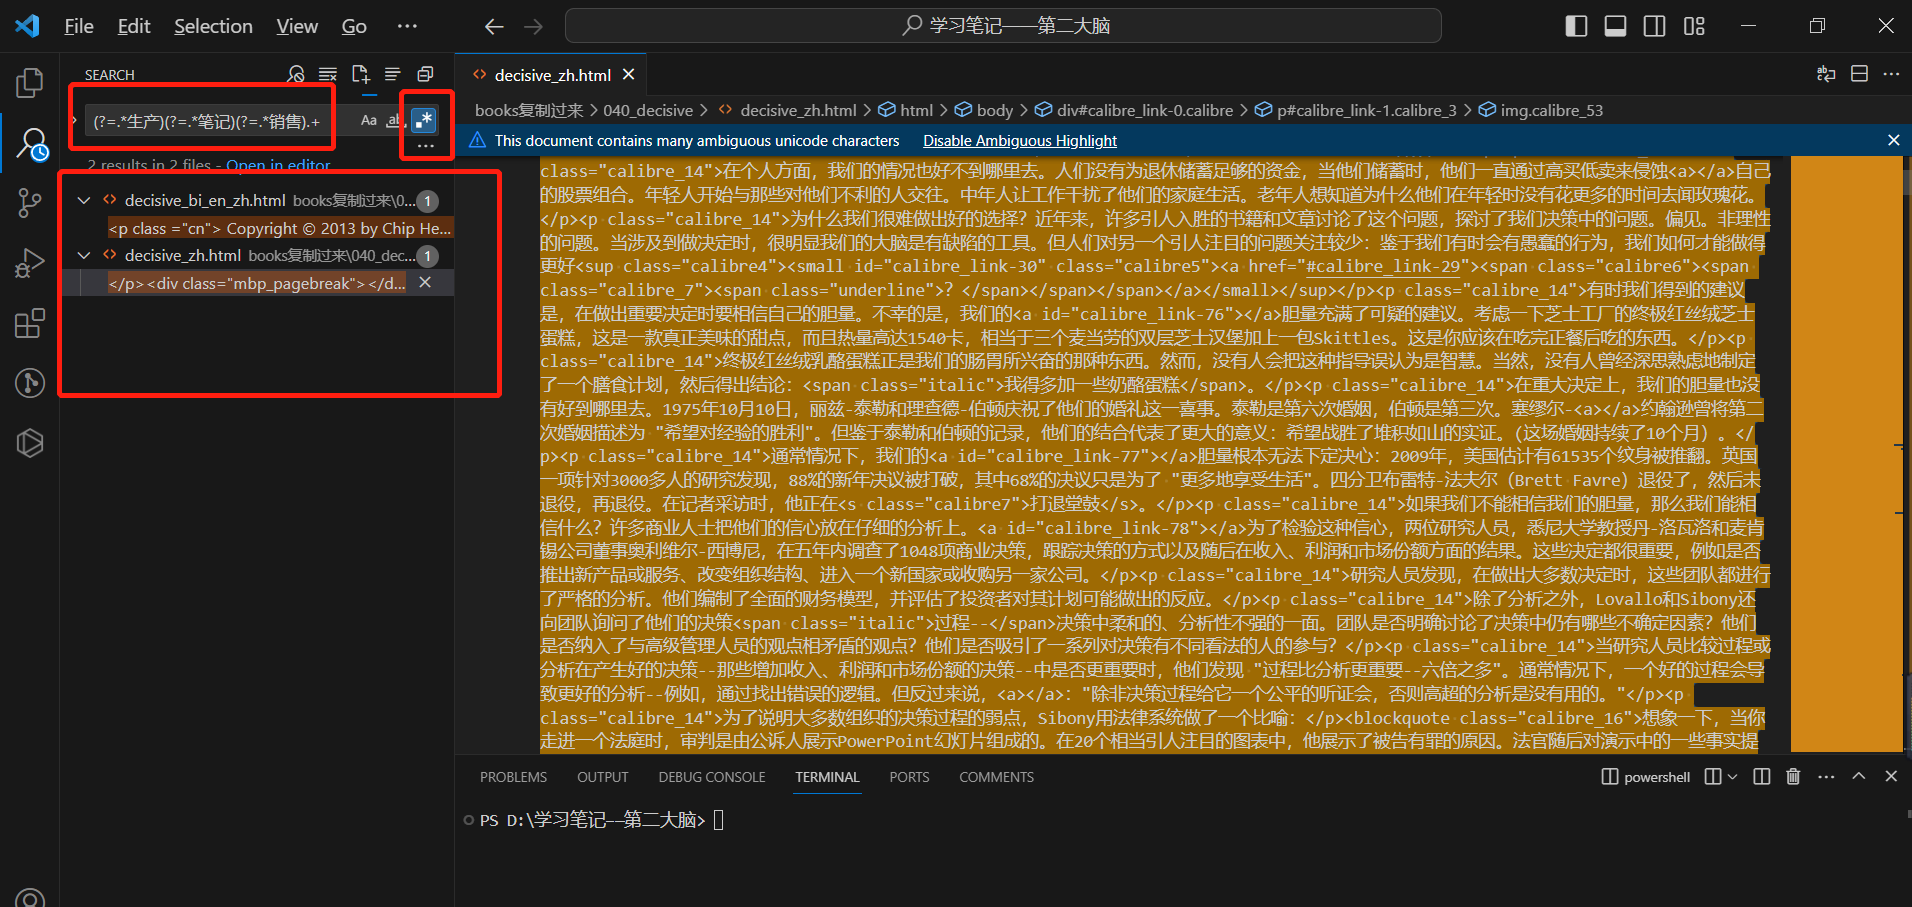 File Edit Selection View Go ···
学习笔记——第二大脑
SEARCH
(?=.*生产)(?=.*笔记)(?=.*销售).+
Aa ab .*
2 results in 2 files - Open in editor
decisive_bi_en_zh.html books复制过来\0... 1
<p class ="cn"> Copyright © 2013 by Chip He...
decisive_zh.html books复制过来\040_dec... 1
</p><div class="mbp_pagebreak"></d...
decisive_zh.html
books复制过来 > 040_decisive > decisive_zh.html > html > body > div#calibre_link-0.calibre > p#calibre_link-1.calibre_3 > img.calibre_53
This document contains many ambiguous unicode characters Disable Ambiguous Highlight
class="calibre_14">在个人方面，我们的情况也好不到哪里去。人们没有为退休储蓄足够的资金，当他们储蓄时，他们一直通过高买低卖来侵蚀<a></a>自己
的股票组合。年轻人开始与那些对他们不利的人交往。中年人让工作干扰了他们的家庭生活。老年人想知道为什么他们在年轻时没有花更多的时间去闻玫瑰花。
</p><p class="calibre_14">为什么我们很难做出好的选择？近年来，许多引人入胜的书籍和文章讨论了这个问题，探讨了我们决策中的问题。偏见。非理性
的问题。当涉及到做决定时，很明显我们的大脑是有缺陷的工具。但人们对另一个引人注目的问题关注较少：鉴于我们有时会有愚蠢的行为，我们如何才能做得
更好<sup class="calibre4"><small id="calibre_link-30" class="calibre5"><a href="#calibre_link-29"><span class="calibre6"><span
class="calibre_7"><span class="underline">？</span></span></span></a></small></sup></p><p class="calibre_14">有时我们得到的建议
是，在做出重要决定时要相信自己的胆量。不幸的是，我们的<a id="calibre_link-76"></a>胆量充满了可疑的建议。考虑一下芝士工厂的终极红丝绒芝士
蛋糕，这是一款真正美味的甜点，而且热量高达1540卡，相当于三个麦当劳的双层芝士汉堡加上一包Skittles。这是你应该在吃完正餐后吃的东西。</p><p
class="calibre_14">终极红丝绒乳酪蛋糕正是我们的肠胃所兴奋的那种东西。然而，没有人会把这种指导误认为是智慧。当然，没有人曾经深思熟虑地制定
了一个膳食计划，然后得出结论：<span class="italic">我得多加一些奶酪蛋糕</span>。</p><p class="calibre_14">在重大决定上，我们的胆量也没
有好到哪里去。1975年10月10日，丽兹-泰勒和理查德-伯顿庆祝了他们的婚礼这一喜事。泰勒是第六次婚姻，伯顿是第三次。塞缪尔-<a></a>约翰逊曾将第二
次婚姻描述为 "希望对经验的胜利"。但鉴于泰勒和伯顿的记录，他们的结合代表了更大的意义：希望战胜了堆积如山的实证。(这场婚姻持续了10个月）。</
p><p class="calibre_14">通常情况下，我们的<a id="calibre_link-77"></a>胆量根本无法下定决心：2009年，美国估计有61535个纹身被推翻。英国
一项针对3000多人的研究发现，88%的新年决议被打破，其中68%的决议只是为了 "更多地享受生活"。四分卫布雷特-法夫尔（Brett Favre）退役了，然后未
退役，再退役。在记者采访时，他正在<s class="calibre7">打退堂鼓</s>。</p><p class="calibre_14">如果我们不能相信我们的胆量，那么我们能相
信什么？许多商业人士把他们的信心放在仔细的分析上。<a id="calibre_link-78"></a>为了检验这种信心，两位研究人员，悉尼大学教授丹-洛瓦洛和麦肯
锡公司董事奥利维尔-西博尼，在五年内调查了1048项商业决策，跟踪决策的方式以及随后在收入、利润和市场份额方面的结果。这些决定都很重要，例如是否
推出新产品或服务、改变组织结构、进入一个新国家或收购另一家公司。</p><p class="calibre_14">研究人员发现，在做出大多数决定时，这些团队都进行
了严格的分析。他们编制了全面的财务模型，并评估了投资者对其计划可能做出的反应。</p><p class="calibre_14">除了分析之外，Lovallo和Sibony还
向团队询问了他们的决策<span class="italic">过程--</span>决策中柔和的、分析性不强的一面。团队是否明确讨论了决策中仍有哪些不确定因素？他们
是否纳入了与高级管理人员的观点相矛盾的观点？他们是否吸引了一系列对决策有不同看法的人的参与？</p><p class="calibre_14">当研究人员比较过程或
分析在产生好的决策--那些增加收入、利润和市场份额的决策--中是否更重要时，他们发现 "过程比分析更重要--六倍之多"。通常情况下，一个好的过程会导
致更好的分析--例如，通过找出错误的逻辑。但反过来说，<a></a>："除非决策过程给它一个公平的听证会，否则高超的分析是没有用的。"</p><p
class="calibre_14">为了说明大多数组织的决策过程的弱点，Sibony用法律系统做了一个比喻：</p><blockquote class="calibre_16">想象一下，当你
走进一个法庭时，审判是由公诉人展示PowerPoint幻灯片组成的。在20个相当引人注目的图表中，他展示了被告有罪的原因。法官随后对演示中的一些事实提
PROBLEMS OUTPUT DEBUG CONSOLE TERMINAL PORTS COMMENTS
powershell
PS D:\学习笔记——第二大脑>